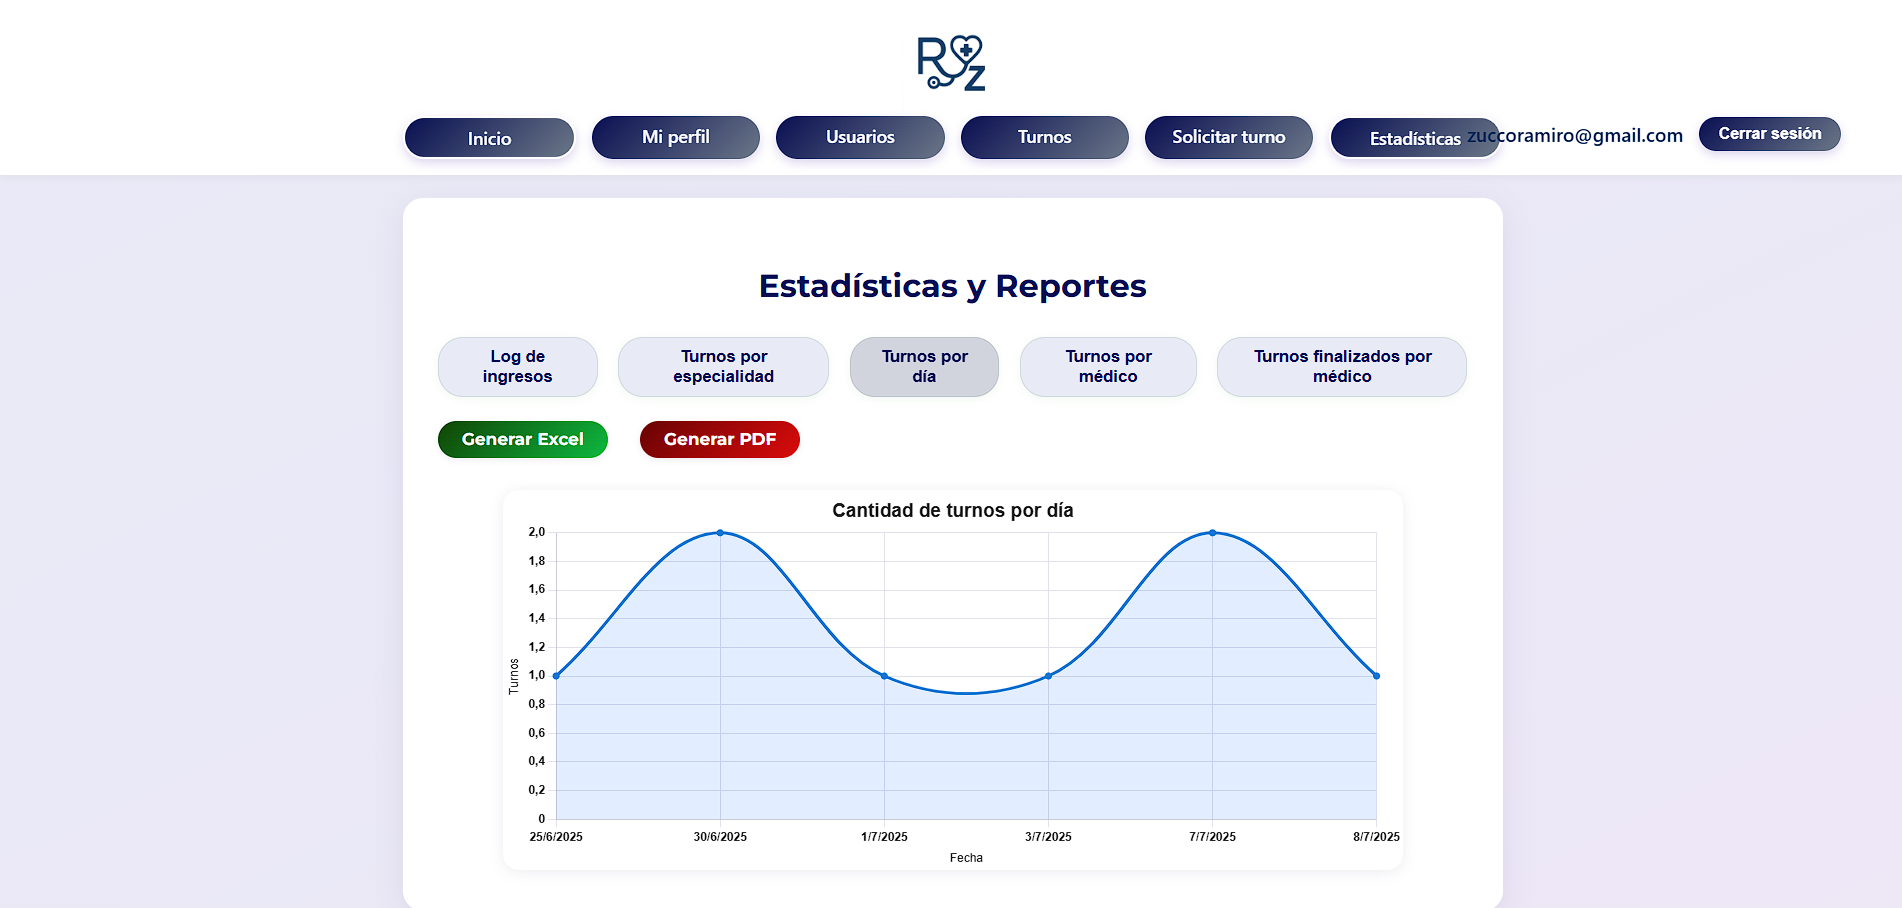 RZ
Inicio
Mi perfil
Usuarios
Turnos
Solicitar turno
Estadísticas
zuccoramiro@gmail.com
Cerrar sesión
Estadísticas y Reportes
Log de
ingresos
Turnos por
especialidad
Turnos por
día
Turnos por
médico
Turnos finalizados por
médico
Generar Excel
Generar PDF
Cantidad de turnos por día
2,0
1,8
1,6
1,4
1,2
1,0
0,8
0,6
0,4
0,2
0
Turnos
25/6/2025
30/6/2025
1/7/2025
3/7/2025
7/7/2025
8/7/2025
Fecha